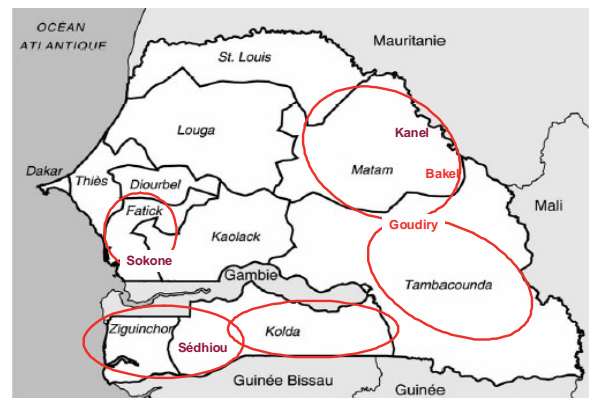 OCÉAN
ATLANTIQUE
Mauritanie
St. Louis
Louga
Kanel
Matam
Bakel
Dakar
Thiès
Diourbel
Mali
Fatick
Goudiry
Kaolack
Sokone
Gambie
Tambacounda
Ziguinchor
Kolda
Sédhiou
Guinée Bissau
Guinée